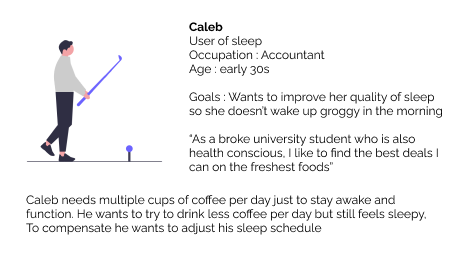 Caleb
User of sleep
Occupation : Accountant
Age : early 30s
Goals : Wants to improve her quality of sleep
so she doesn't wake up groggy in the morning
“As a broke university student who is also
health conscious, I like to find the best deals I
can on the freshest foods”
Caleb needs multiple cups of coffee per day just to stay awake and
function. He wants to try to drink less coffee per day but still feels sleepy,
To compensate he wants to adjust his sleep schedule